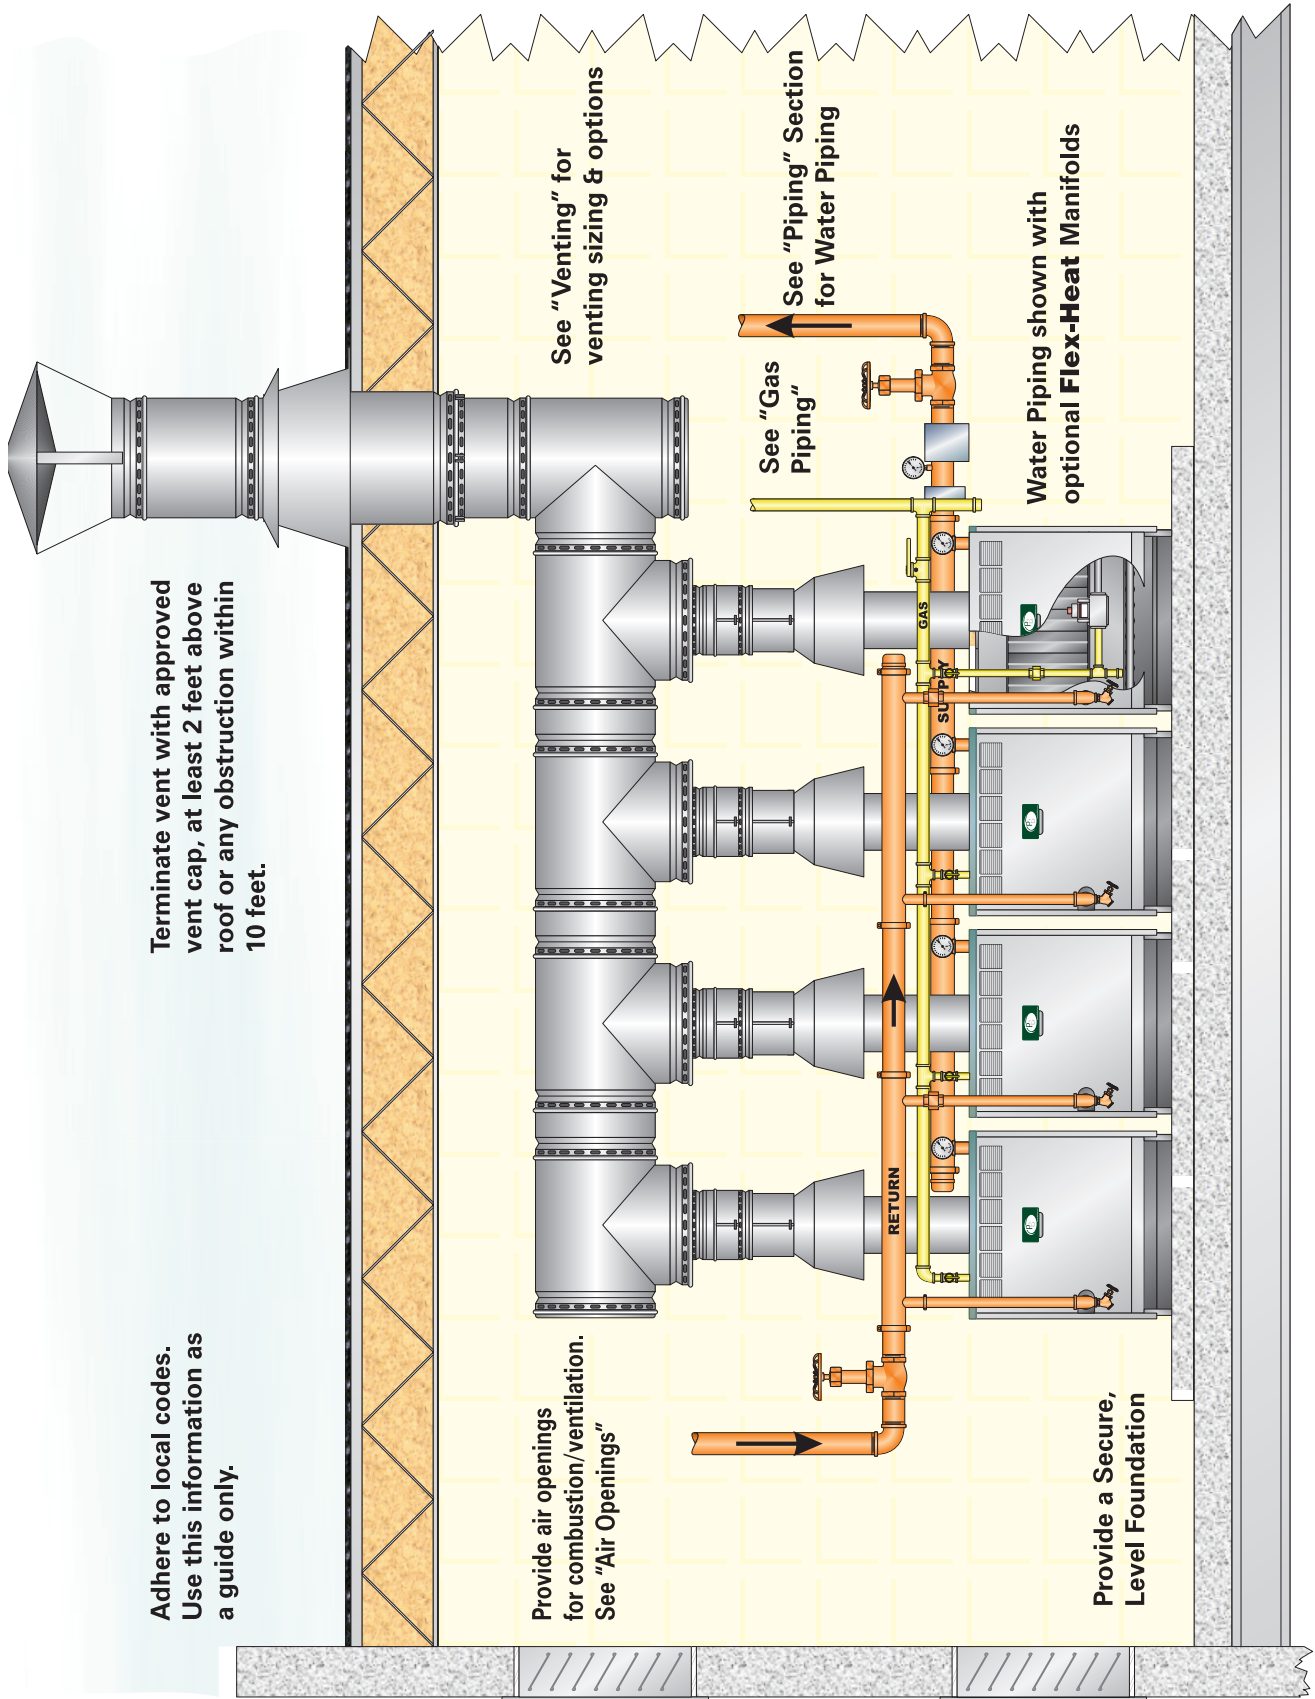 Adhere to local codes.
Use this information as
a guide only.
Terminate vent with approved
vent cap, at least 2 feet above
roof or any obstruction within
10 feet.
Provide air openings
for combustion/ventilation.
See “Air Openings”
See “Venting” for
venting sizing & options
See “Gas
Piping“
See “Piping” Section
for Water Piping
RETURN
GAS
SUPPLY
Water Piping shown with
optional Flex-Heat Manifolds
Provide a Secure,
Level Foundation